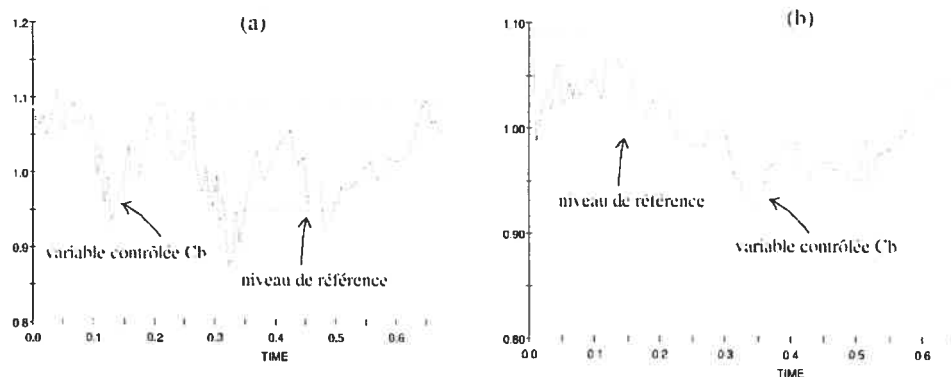 (a)
1.2
1.1
1.0
0.9
0.8
0.0 0.1 0.2 0.3 0.4 0.5 0.6
TIME
variable contrôlée Cb
niveau de référence
(b)
1.10
1.00
0.90
0.80
0.0 0.1 0.2 0.3 0.4 0.5 0.6
TIME
niveau de référence
variable contrôlée Cb